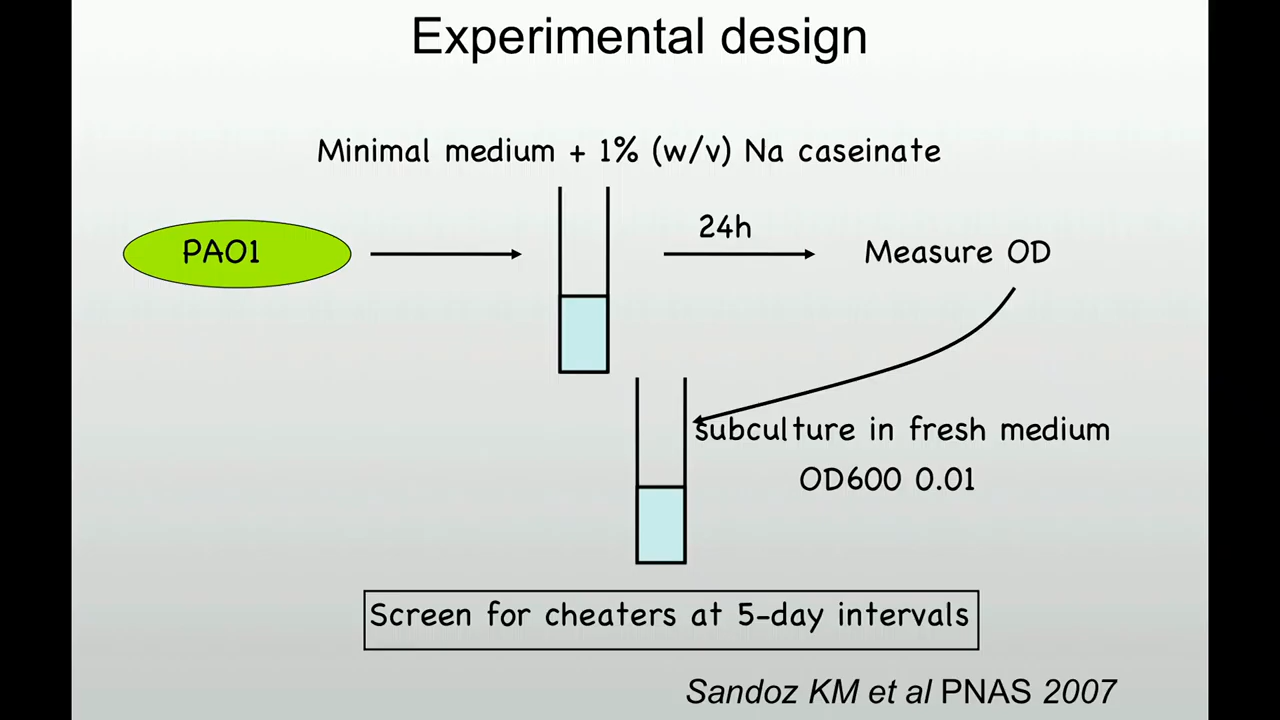 Experimental design
Minimal medium + 1% (w/v) Na caseinate
PAO1
24h
Measure OD
subculture in fresh medium
OD600 0.01
Screen for cheaters at 5-day intervals
Sandoz KM et al PNAS 2007